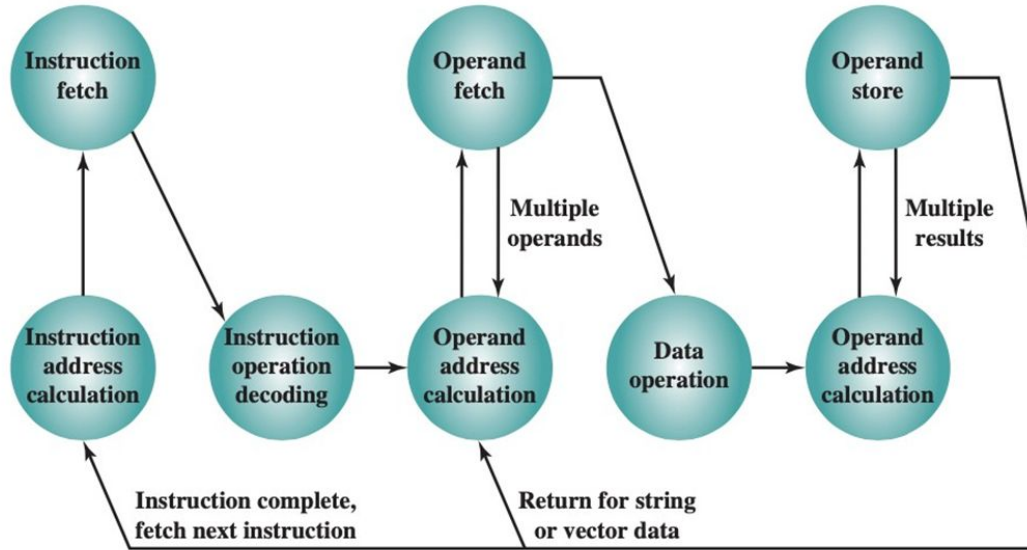 Instruction
fetch
Operand
fetch
Operand
store
Multiple
operands
Multiple
results
Instruction
address
calculation
Instruction
operation
decoding
Operand
address
calculation
Data
operation
Operand
address
calculation
Instruction complete,
fetch next instruction
Return for string
or vector data